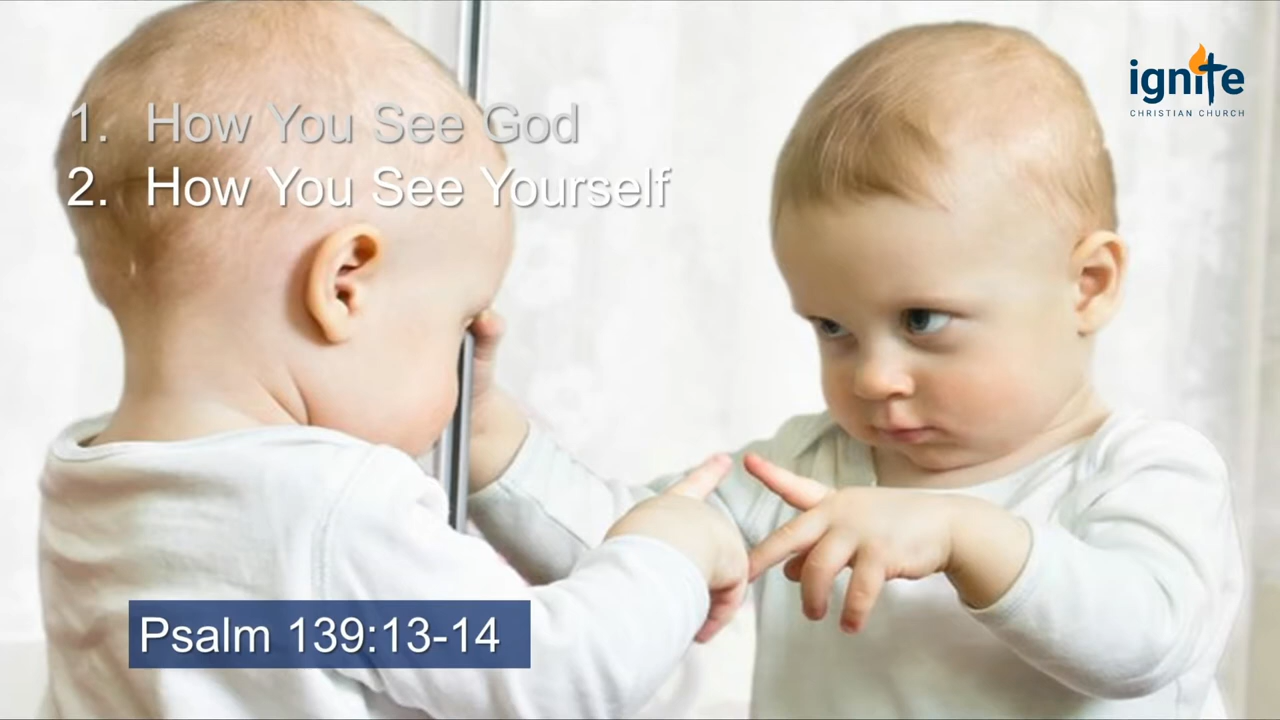 1. How You See God
2. How You See Yourself
ignite
CHRISTIAN CHURCH
Psalm 139:13-14